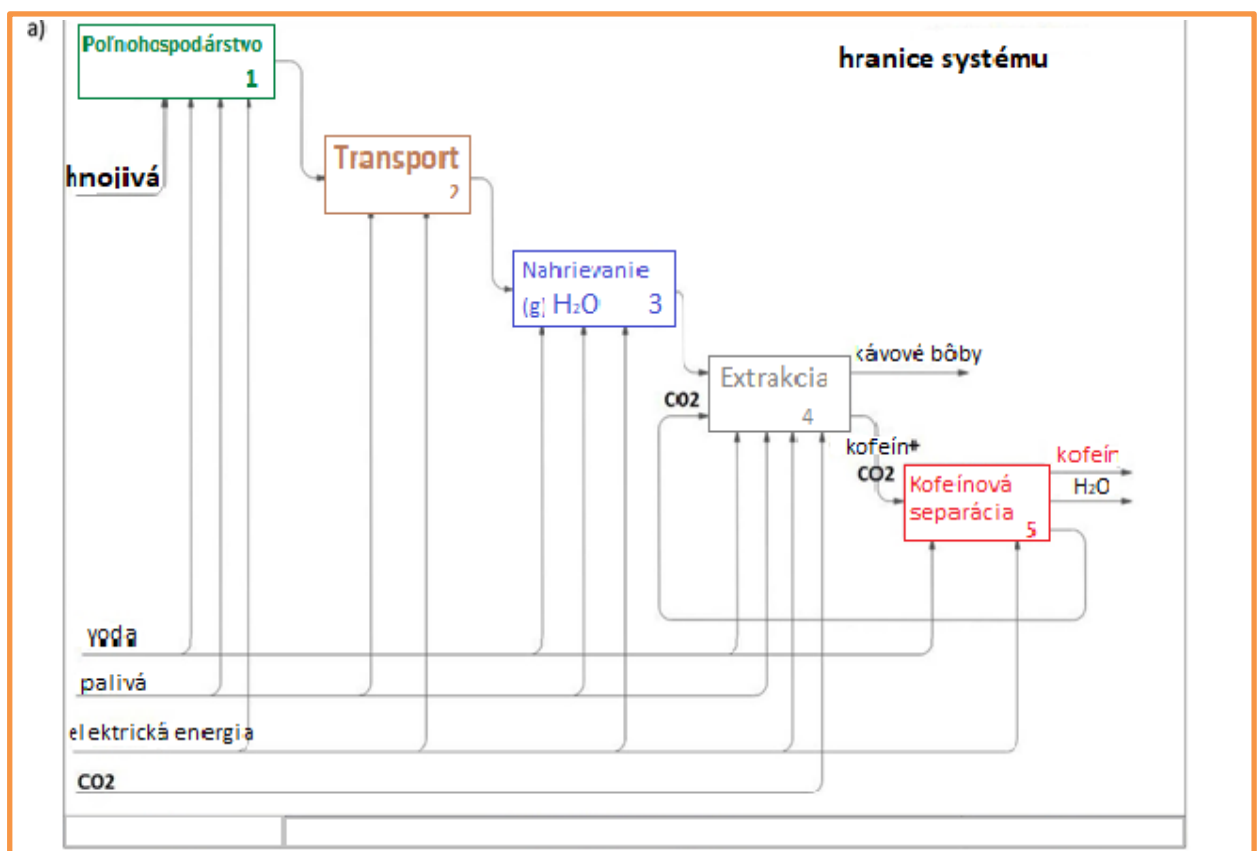 a)
Poľnohospodárstvo
1
hranice systému
hnojivá
Transport
2
Nahrievanie
(g) H₂O 3
kávové bôby
Extrakcia
4
CO2
kofeín+
CO2
kofeír
H₂O
Kofeínová
separácia
5
voda
palivá
elektrická energia
CO2